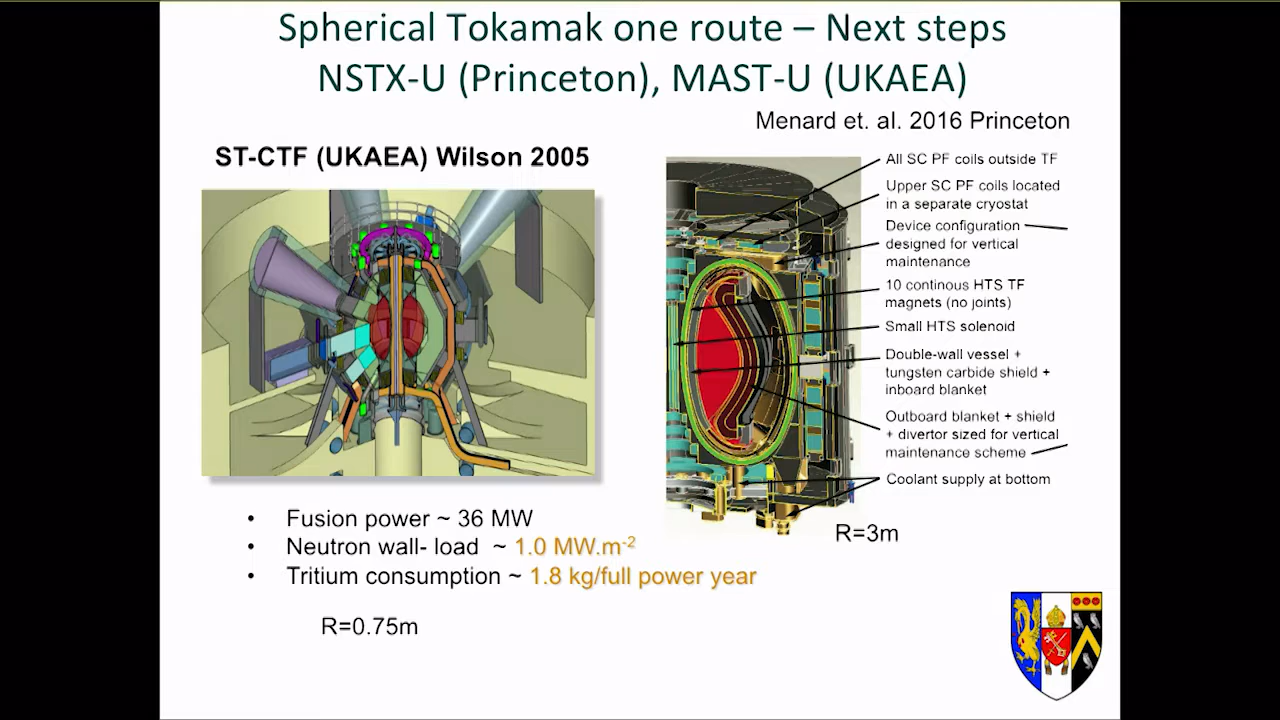 Spherical Tokamak one route – Next steps
NSTX-U (Princeton), MAST-U (UKAEA)
Menard et. al. 2016 Princeton
ST-CTF (UKAEA) Wilson 2005
All SC PF coils outside TF
Upper SC PF coils located
in a separate cryostat
Device configuration
designed for vertical
maintenance
10 continous HTS TF
magnets (no joints)
Small HTS solenoid
Double-wall vessel +
tungsten carbide shield +
inboard blanket
Outboard blanket + shield
+ divertor sized for vertical
maintenance scheme
Coolant supply at bottom
R=3m
• Fusion power ~ 36 MW
• Neutron wall- load ~ 1.0 MW.m⁻²
• Tritium consumption ~ 1.8 kg/full power year
R=0.75m